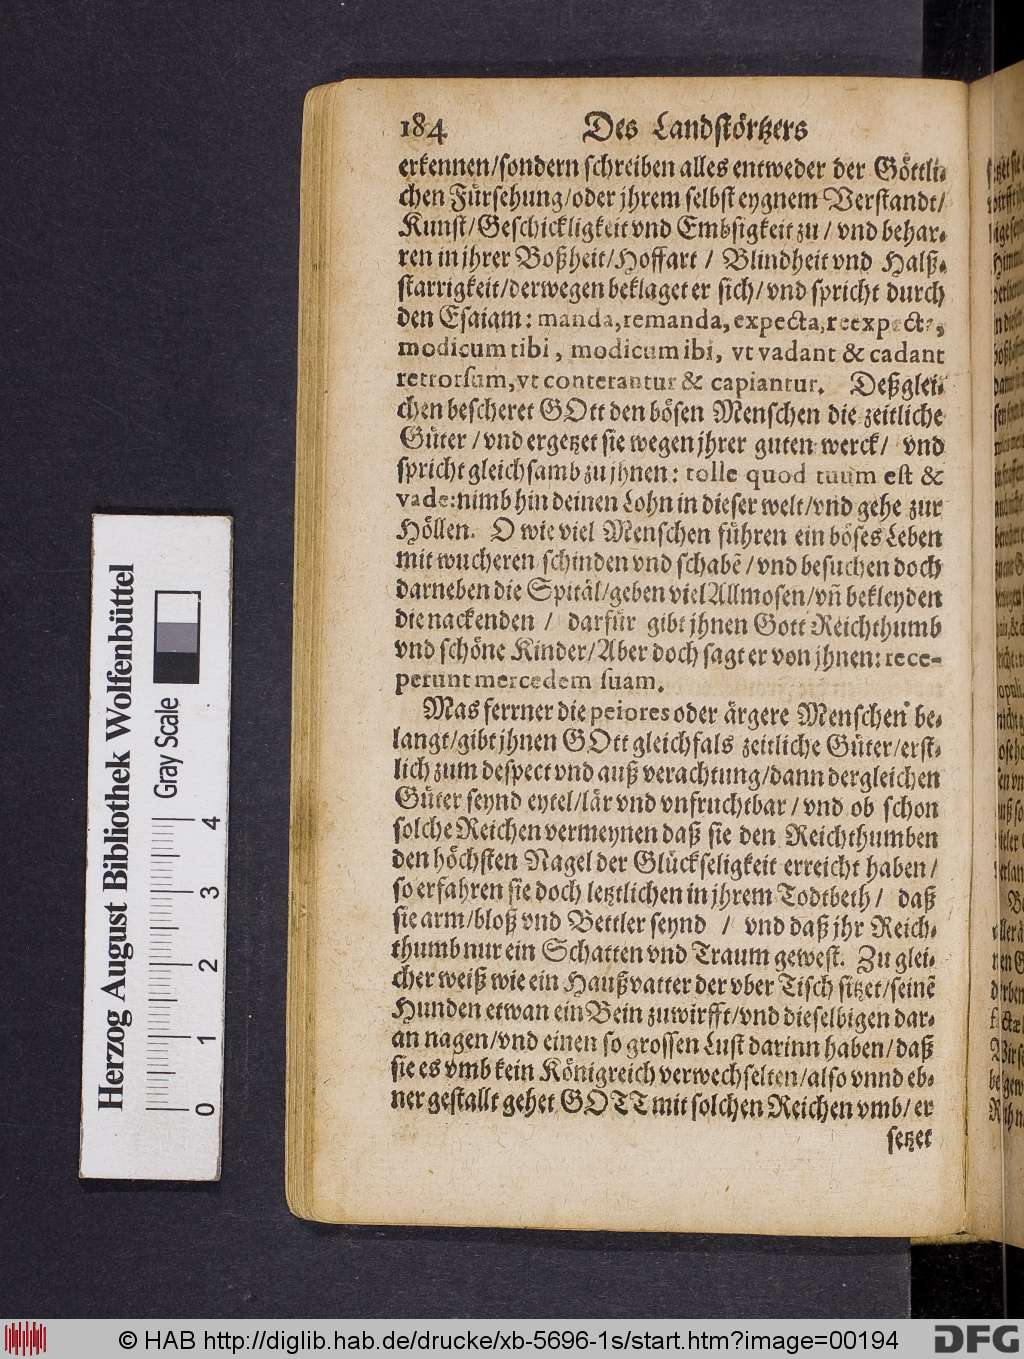 184 Des Landstörtzers
erkennen/sondern schreiben alles entweder der Göttli-
chen Fürsehung/oder jhrem selbst eygnem Verstandt/
Kunst/Geschickligkeit vnd Embsigkeit zu/ vnd behar-
ren in jhrer Boßheit/Hoffart / Blindheit vnd Halß-
starrigkeit/derwegen beklaget er sich/vnd spricht durch
den Esaiam: manda, remanda, expecta, reexpecta,
modicum tibi, modicum ibi, vt vadant & cadant
retrorsum, vt conterantur & capiantur. Deßglei-
chen bescheret GOtt den bösen Menschen die zeitliche
Güter /vnd ergetzet sie wegen jhrer guten werck/ vnd
spricht gleichsamb zu jhnen: tolle quod tuum est &
vade: nimb hin deinen Lohn in dieser welt/vnd gehe zur
Höllen. O wie viel Menschen führen ein böses Leben
mit wucheren schinden vnd schabē/vnd besuchen doch
darneben die Spitäl/geben viel Allmosen/vñ bekleyden
die nackenden / darfür gibt jhnen Gott Reichthumb
vnd schöne Kinder/Aber doch sagt er von jhnen: rece-
perunt mercedem suam.
Was ferrner die peiores oder ärgere Menschen be-
langt/gibt jhnen GOtt gleichfals zeitliche Güter/erst-
lich zum despect vnd auß verachtung/dann dergleichen
Güter seynd eytel/lär vnd vnfruchtbar/vnd ob schon
solche Reichen vermeynen daß sie den Reichthumben
den höchsten Nagel der Glückseligkeit erreicht haben/
so erfahren sie doch letztlichen in jhrem Todtbeth/ daß
sie arm/bloß vnd Bettler seynd / vnd daß jhr Reich-
thumb nur ein Schatten vnd Traum gewest. Zu glei-
cher weiß wie ein Haußvatter der vber Tisch sitzet/seinē
Hunden etwan ein Bein zuwirfft/vnd dieselbigen dar-
an nagen/vnd einen so grossen Lust darinn haben/daß
sie es vmb kein Königreich verwechselten/also vnnd eb-
ner gestallt gehet GOTT mit solchen Reichen vmb/er
setzet
Herzog August Bibliothek Wolfenbüttel
Gray Scale
0 1 2 3 4
© HAB http://diglib.hab.de/drucke/xb-5696-1s/start.htm?image=00194
DFG